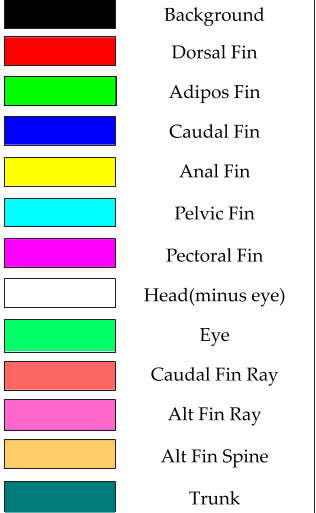 Background
Dorsal Fin
Adipos Fin
Caudal Fin
Anal Fin
Pelvic Fin
Pectoral Fin
Head(minus eye)
Eye
Caudal Fin Ray
Alt Fin Ray
Alt Fin Spine
Trunk